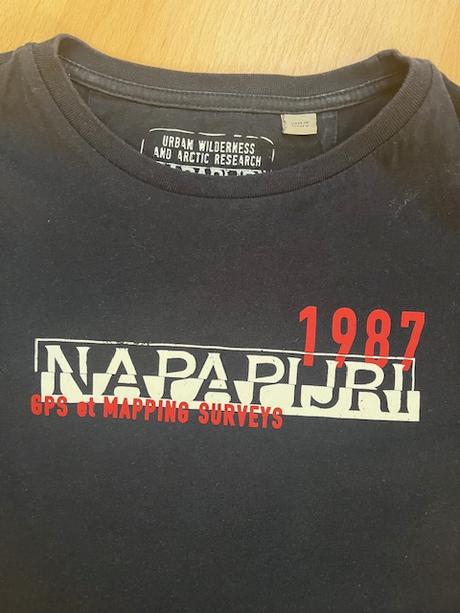 URBAN WILDERNESS
AND ARCTIC RESEARCH
1987
NAPAPIJRI
GPS et MAPPING SURVEYS